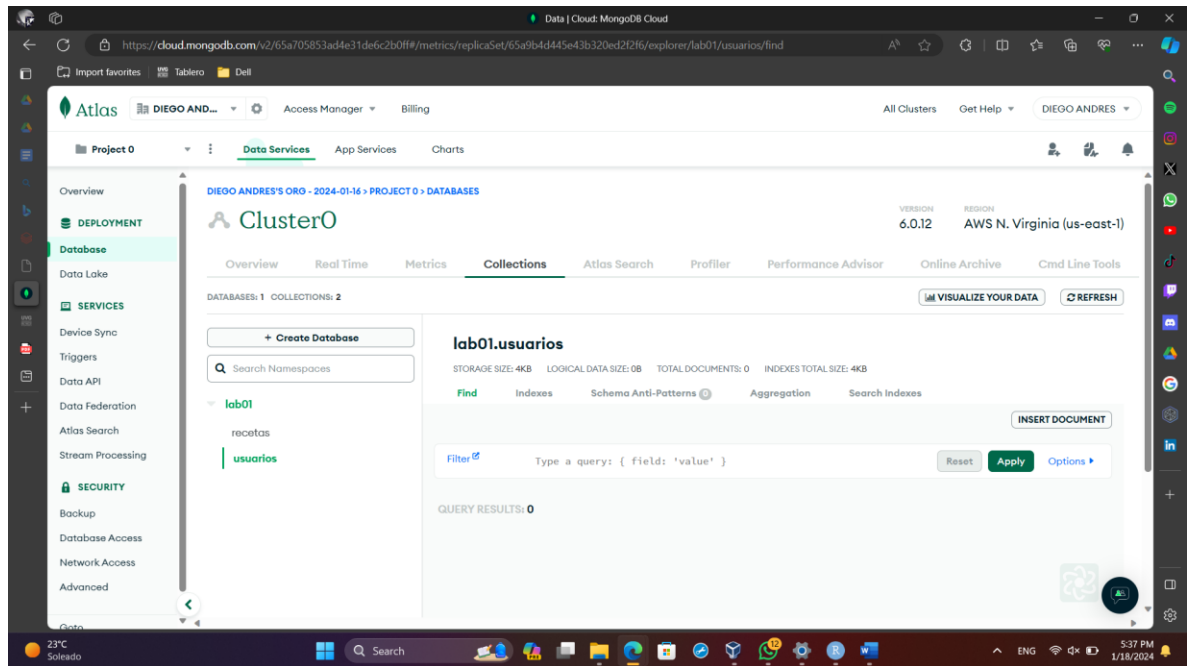 Data | Cloud: MongoDB Cloud
https://cloud.mongodb.com/v2/65a705853ad4e31de6c2b0ff#/metrics/replicaSet/65a9b4d445e43b320ed2f2f6/explorer/lab01/usuarios/find
Import favorites Tablero Dell
Atlas DIEGO AND... Access Manager Billing All Clusters Get Help DIEGO ANDRES
Project 0 Data Services App Services Charts
Overview
DEPLOYMENT
Database
Data Lake
SERVICES
Device Sync
Triggers
Data API
Data Federation
Atlas Search
Stream Processing
SECURITY
Backup
Database Access
Network Access
Advanced
Goto
DIEGO ANDRES'S ORG - 2024-01-16 > PROJECT 0 > DATABASES
Cluster0
VERSION
6.0.12
REGION
AWS N. Virginia (us-east-1)
Overview Real Time Metrics Collections Atlas Search Profiler Performance Advisor Online Archive Cmd Line Tools
DATABASES: 1 COLLECTIONS: 2
VISUALIZE YOUR DATA
REFRESH
+ Create Database
Search Namespaces
lab01
recetas
usuarios
lab01.usuarios
STORAGE SIZE: 4KB LOGICAL DATA SIZE: 0B TOTAL DOCUMENTS: 0 INDEXES TOTAL SIZE: 4KB
Find Indexes Schema Anti-Patterns 0 Aggregation Search Indexes
INSERT DOCUMENT
Filter Type a query: { field: 'value' } Reset Apply Options
QUERY RESULTS: 0
23°C
Soleado
Search
9
ENG
5:37 PM
1/18/2024